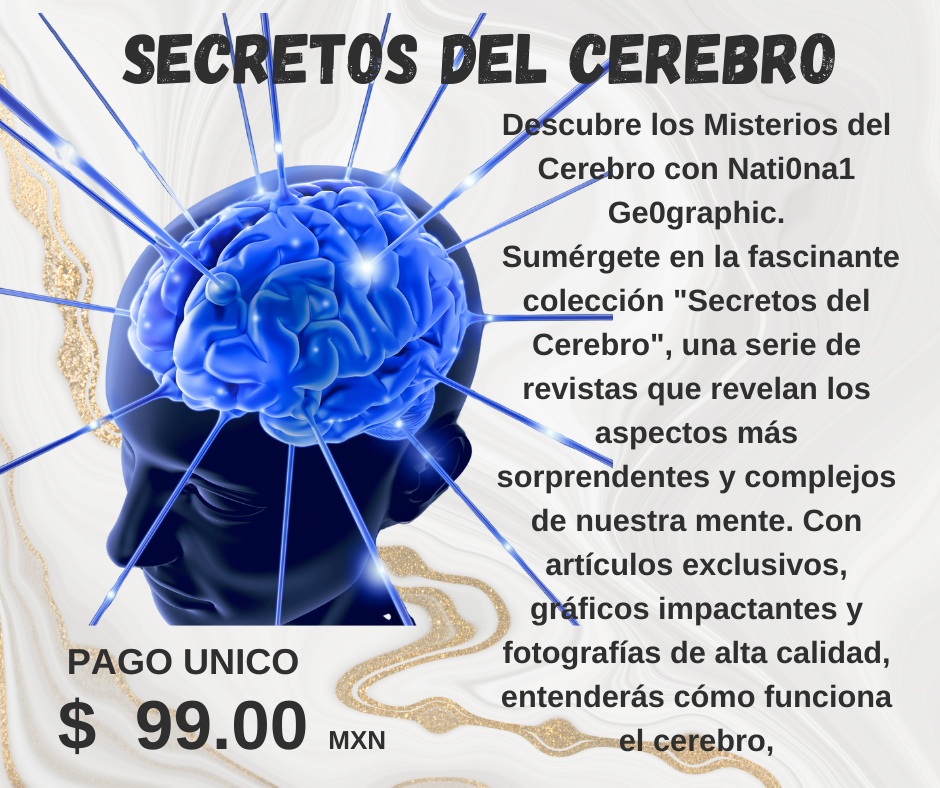 SECRETOS DEL CEREBRO
Descubre los Misterios del
Cerebro con Nati0na1
Ge0graphic.
Sumérgete en la fascinante
colección "Secretos del
Cerebro", una serie de
revistas que revelan los
aspectos más
sorprendentes y complejos
de nuestra mente. Con
artículos exclusivos,
gráficos impactantes y
fotografías de alta calidad,
entenderás cómo funciona
el cerebro,
PAGO UNICO
$ 99.00 MXN